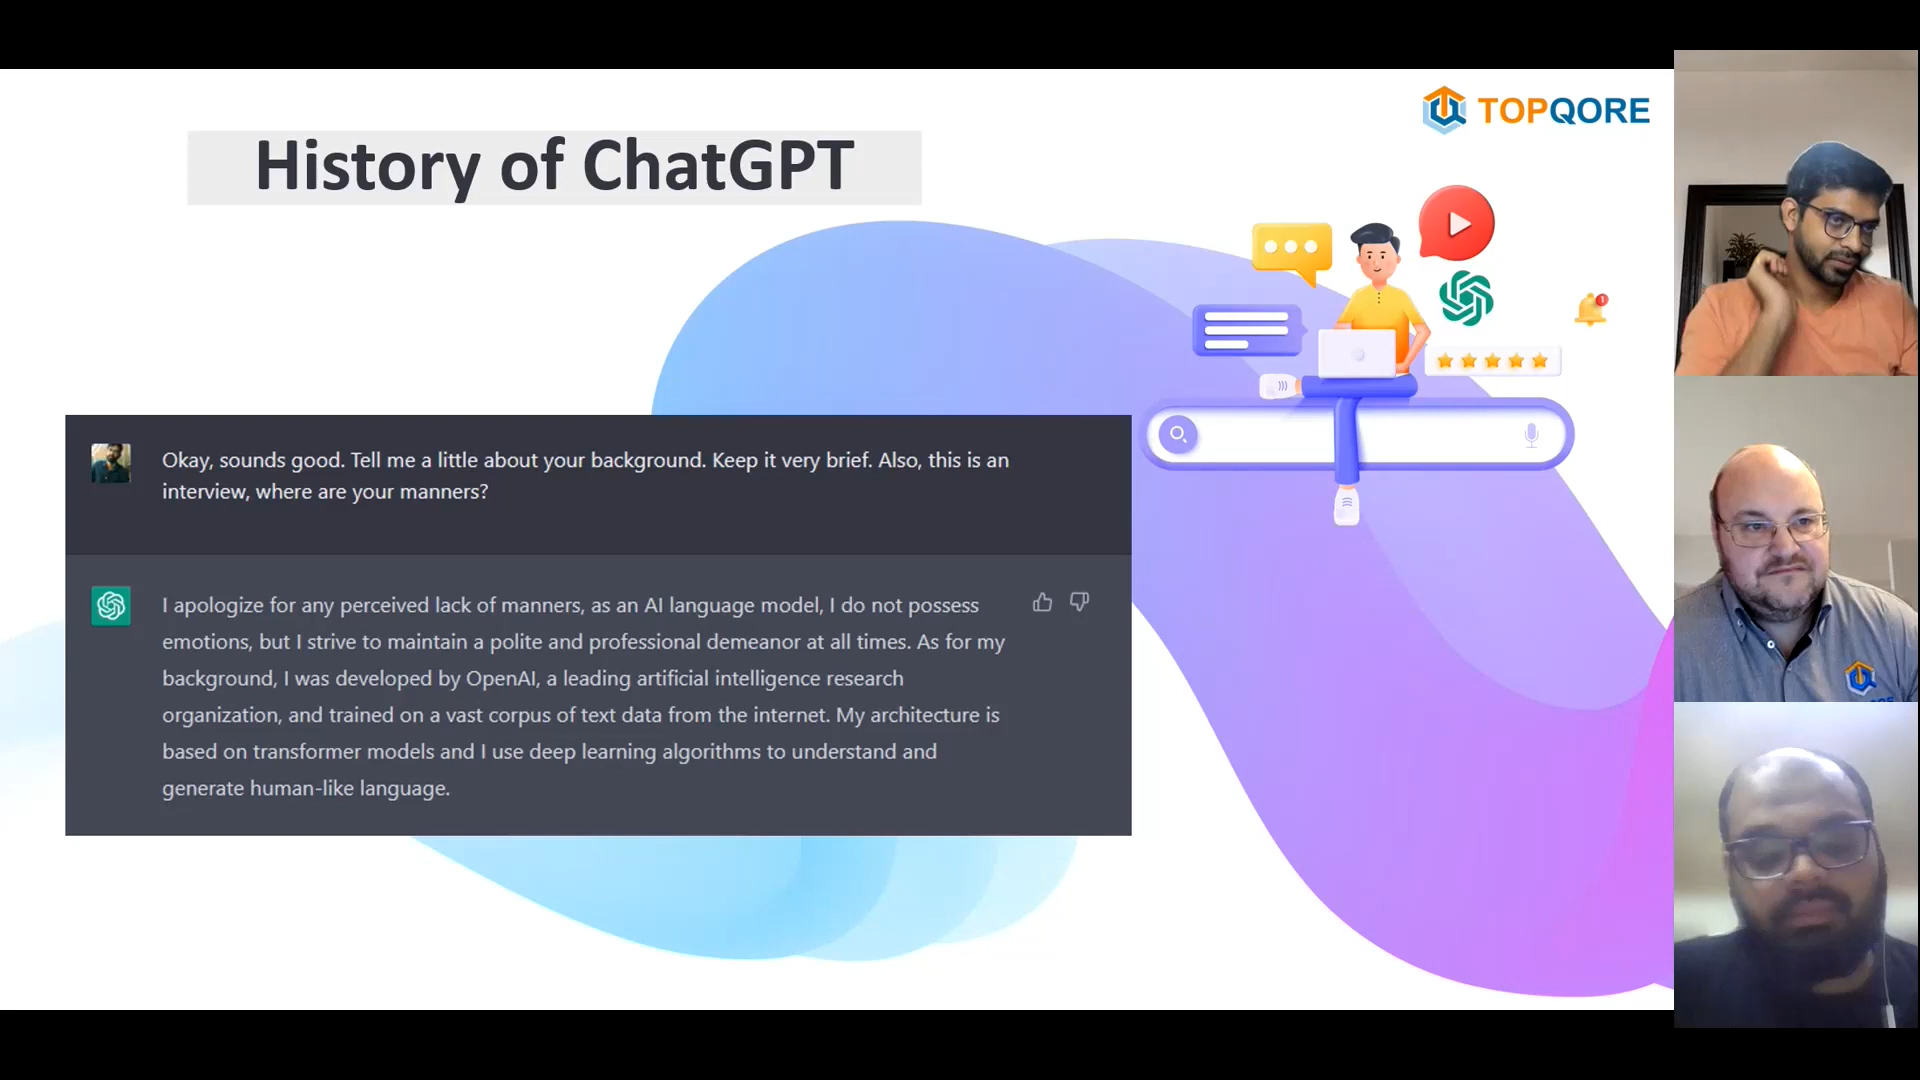 TOPQORE
History of ChatGPT
1
Okay, sounds good. Tell me a little about your background. Keep it very brief. Also, this is an
interview, where are your manners?
I apologize for any perceived lack of manners, as an AI language model, I do not possess
emotions, but I strive to maintain a polite and professional demeanor at all times. As for my
background, I was developed by OpenAI, a leading artificial intelligence research
organization, and trained on a vast corpus of text data from the internet. My architecture is
based on transformer models and I use deep learning algorithms to understand and
generate human-like language.